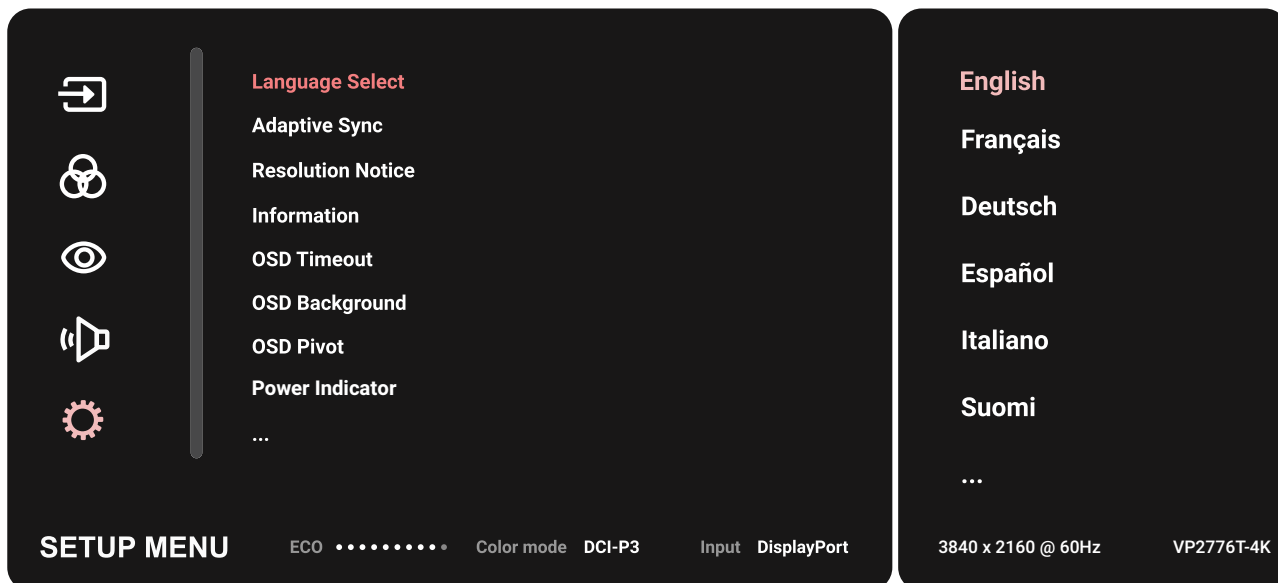 Language Select
Adaptive Sync
Resolution Notice
Information
OSD Timeout
OSD Background
OSD Pivot
Power Indicator
...
English
Français
Deutsch
Español
Italiano
Suomi
...
SETUP MENU ECO Color mode DCI-P3 Input DisplayPort 3840 x 2160 @ 60Hz VP2776T-4K